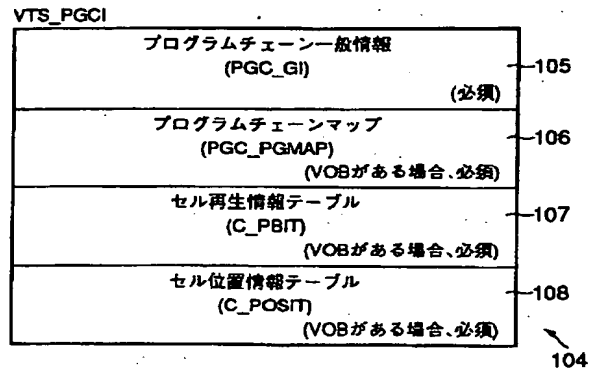 VTS_PGCI
プログラムチェーン一般情報
(PGC_GI)
(必須)
105
プログラムチェーンマップ
(PGC_PGMAP)
(VOBがある場合、必須)
106
セル再生情報テーブル
(C_PBIT)
(VOBがある場合、必須)
107
セル位置情報テーブル
(C_POSIT)
(VOBがある場合、必須)
108
104